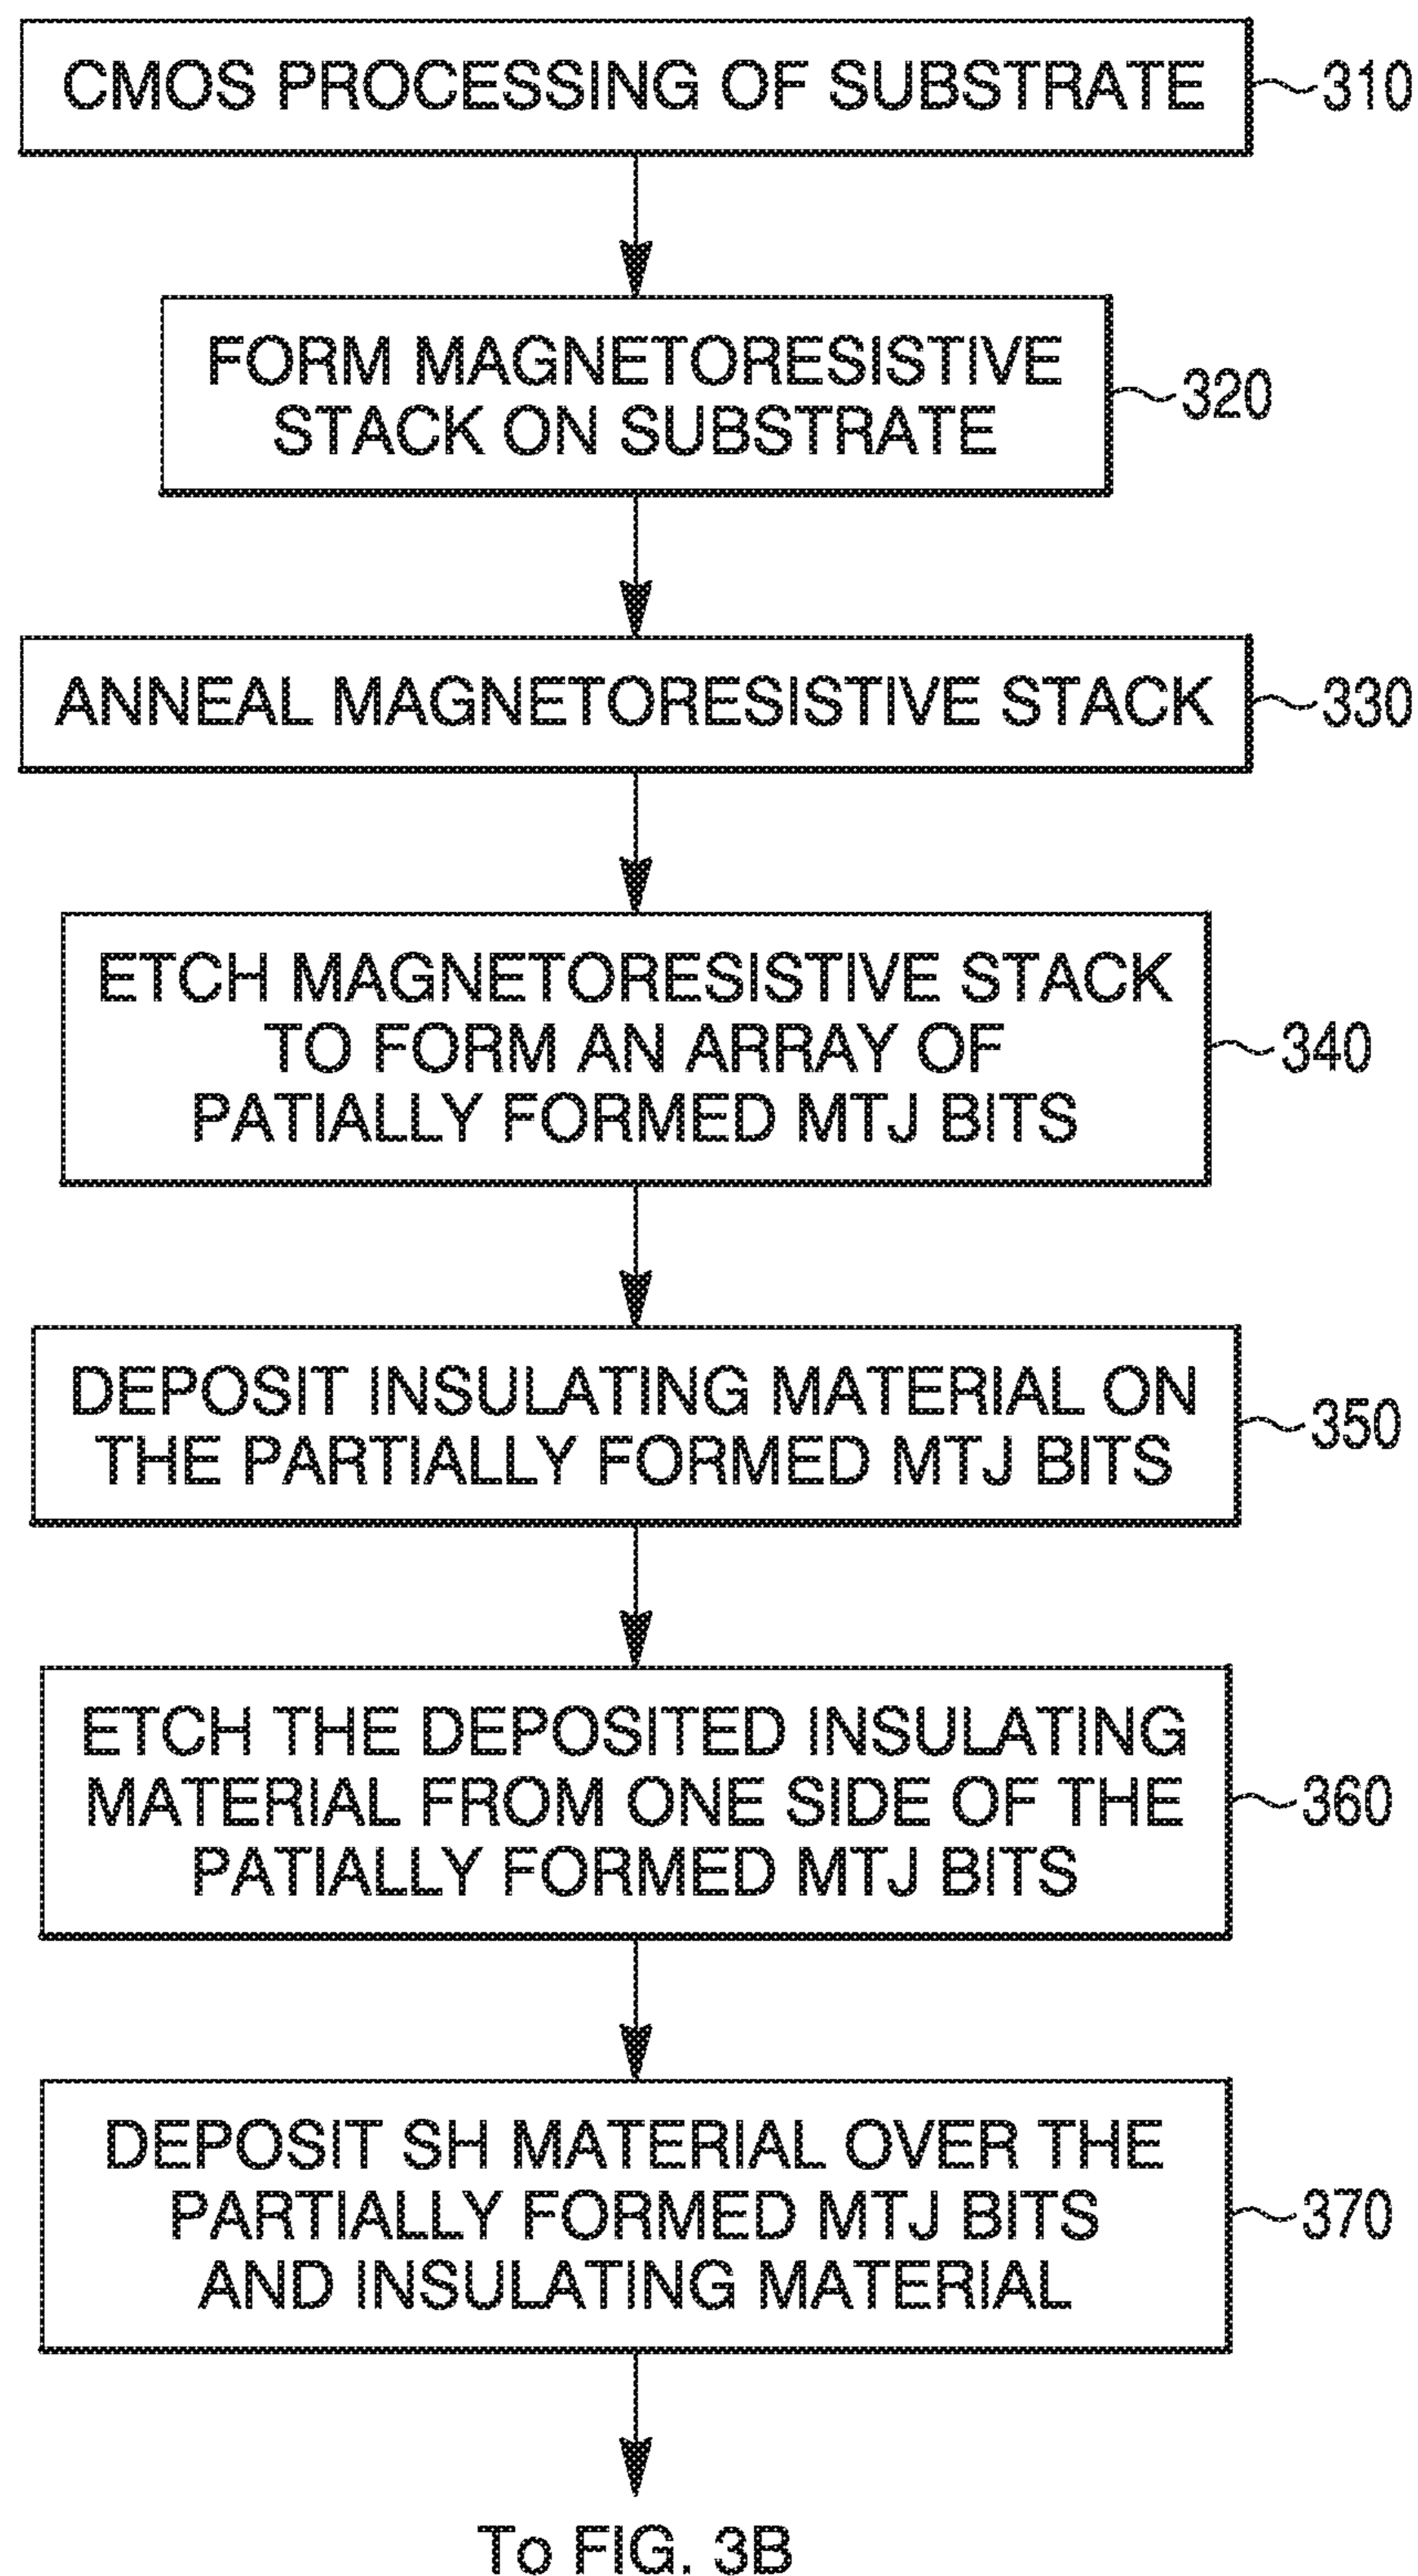 CMOS PROCESSING OF SUBSTRATE
310
FORM MAGNETORESISTIVE
STACK ON SUBSTRATE
320
ANNEAL MAGNETORESISTIVE STACK
330
ETCH MAGNETORESISTIVE STACK
TO FORM AN ARRAY OF
PATIALLY FORMED MTJ BITS
340
DEPOSIT INSULATING MATERIAL ON
THE PARTIALLY FORMED MTJ BITS
350
ETCH THE DEPOSITED INSULATING
MATERIAL FROM ONE SIDE OF THE
PATIALLY FORMED MTJ BITS
360
DEPOSIT SH MATERIAL OVER THE
PARTIALLY FORMED MTJ BITS
AND INSULATING MATERIAL
370
To FIG. 3B